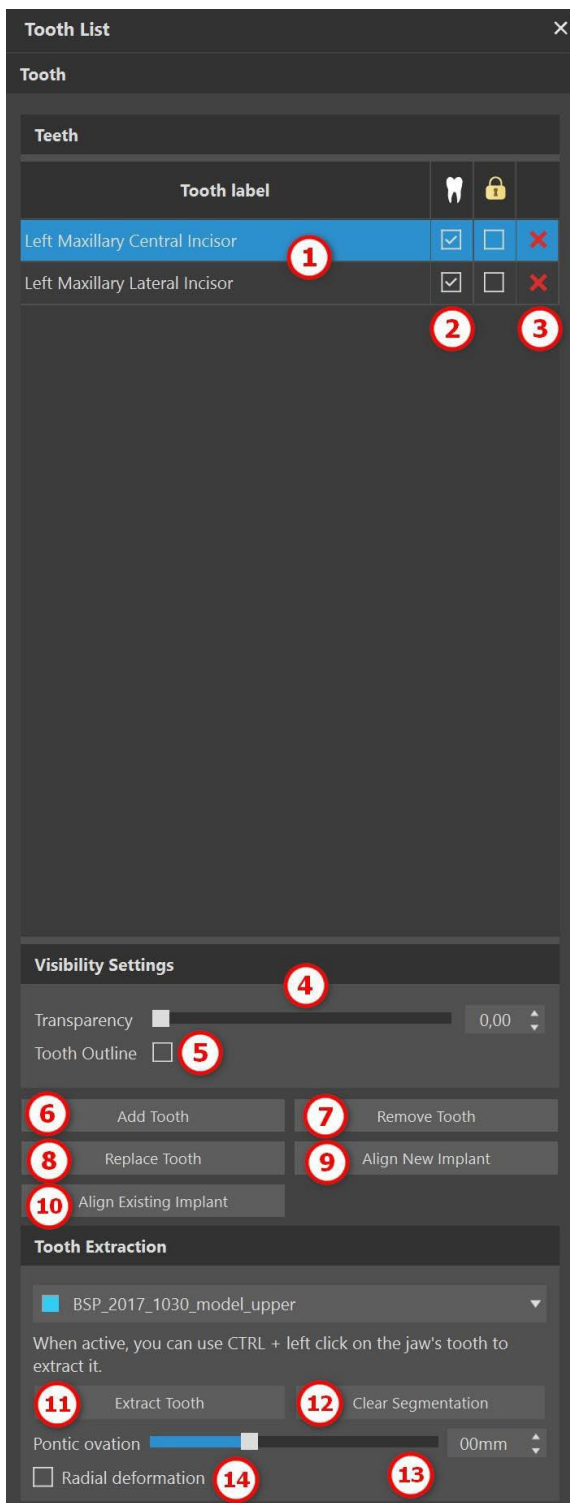 Tooth List
Tooth
Teeth
Tooth label
Left Maxillary Central Incisor
1
Left Maxillary Lateral Incisor
2 3
Visibility Settings
4
Transparency 0,00
Tooth Outline 5
6 Add Tooth 7 Remove Tooth
8 Replace Tooth 9 Align New Implant
10 Align Existing Implant
Tooth Extraction
BSP_2017_1030_model_upper
When active, you can use CTRL + left click on the jaw's tooth to
extract it.
11 Extract Tooth 12 Clear Segmentation
Pontic ovation 00mm
Radial deformation 14 13